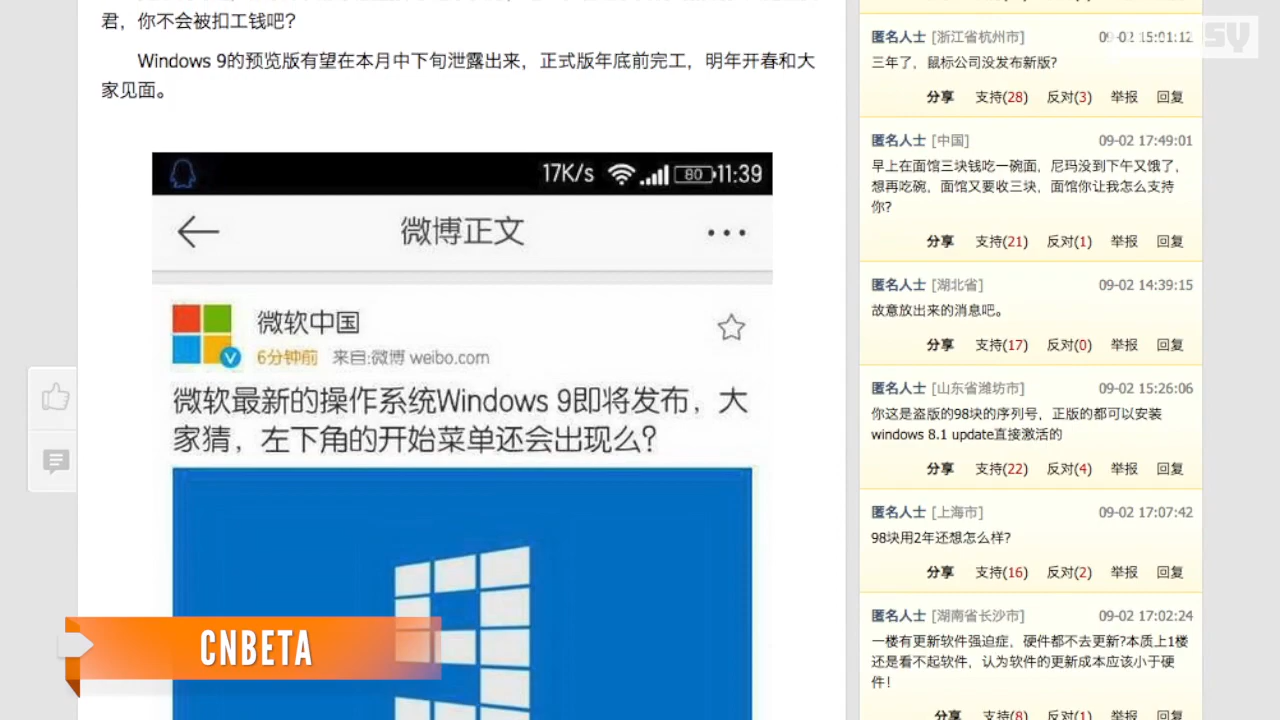 君，你不会被扣工钱吧？
Windows 9的预览版有望在本月中下旬泄露出来，正式版年底前完工，明年开春和大
家见面。
17K/s 80 11:39
微博正文
微软中国
6分钟前 来自:微博 weibo.com
微软最新的操作系统Windows 9即将发布，大
家猜，左下角的开始菜单还会出现么？
CNBETA
匿名人士 [浙江省杭州市] 09-02 15:01:12
三年了，鼠标公司没发布新版?
分享 支持(28) 反对(3) 举报 回复
匿名人士 [中国] 09-02 17:49:01
早上在面馆三块钱吃一碗面，尼玛没到下午又饿了，
想再吃碗，面馆又要收三块，面馆你让我怎么支持
你?
分享 支持(21) 反对(1) 举报 回复
匿名人士 [湖北省] 09-02 14:39:15
故意放出来的消息吧。
分享 支持(17) 反对(0) 举报 回复
匿名人士 [山东省潍坊市] 09-02 15:26:06
你这是盗版的98块的序列号，正版的都可以安装
windows 8.1 update直接激活的
分享 支持(22) 反对(4) 举报 回复
匿名人士 [上海市] 09-02 17:07:42
98块用2年还想怎么样?
分享 支持(16) 反对(2) 举报 回复
匿名人士 [湖南省长沙市] 09-02 17:02:24
一楼有更新软件强迫症，硬件都不去更新?本质上1楼
还是看不起软件，认为软件的更新成本应该小于硬
件!
分享 支持(8) 反对(1) 举报 回复